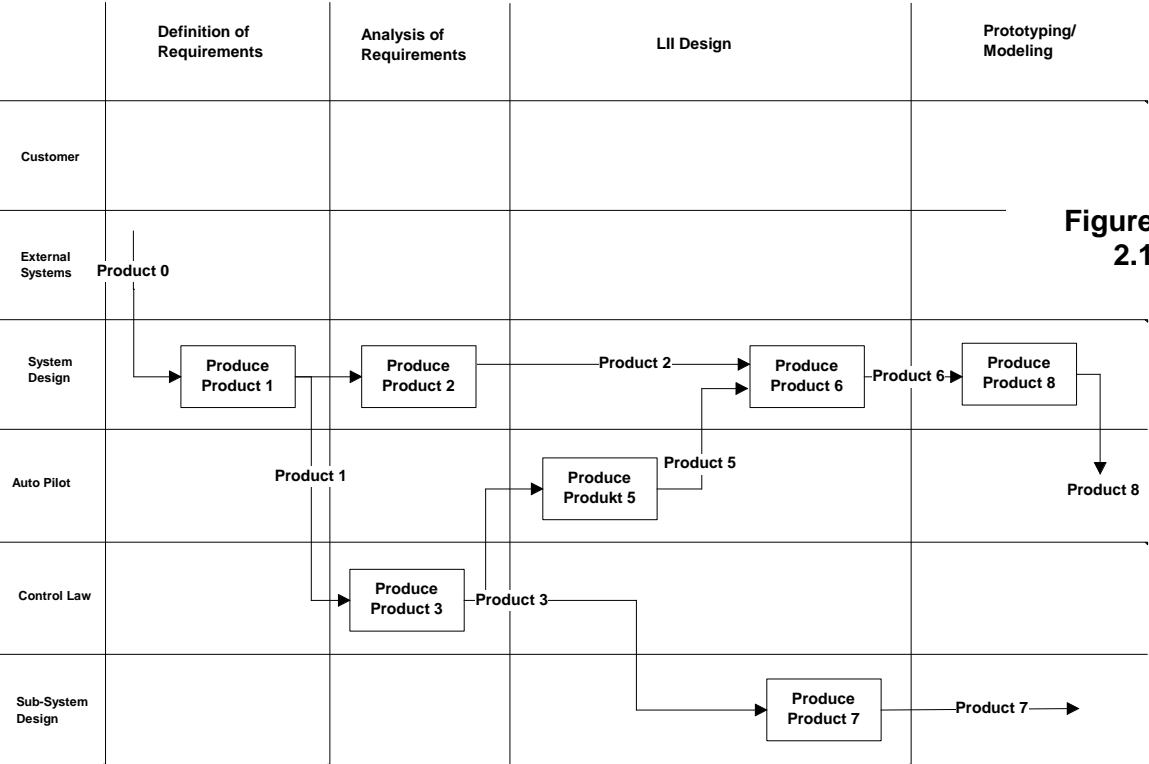 Definition of
Requirements
Analysis of
Requirements
LII Design
Prototyping/
Modeling
Customer
Figure
2.1
External
Systems
Product 0
System
Design
Produce
Product 1
Produce
Product 2
Product 2
Produce
Product 6
Product 6
Produce
Product 8
Auto Pilot
Product 1
Produce
Produkt 5
Product 5
Product 8
Control Law
Produce
Product 3
Product 3
Sub-System
Design
Produce
Product 7
Product 7